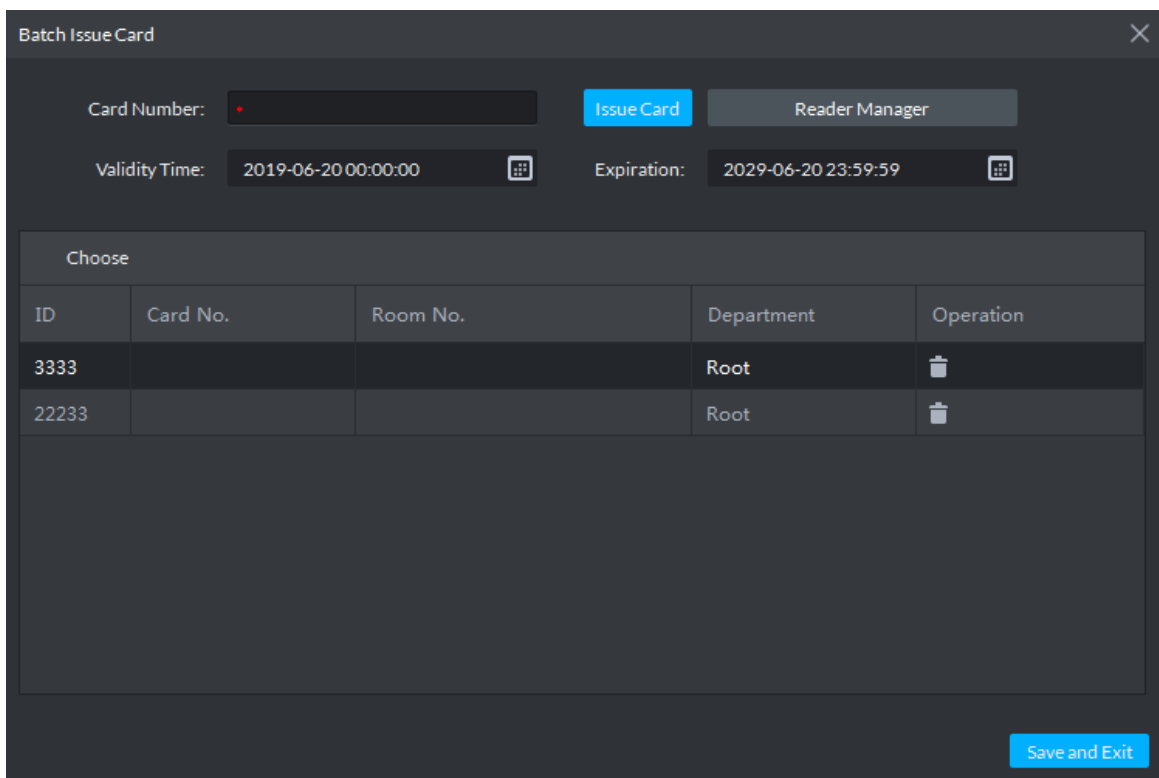 Batch Issue Card
Card Number: Issue Card Reader Manager
Validity Time: 2019-06-20 00:00:00 Expiration: 2029-06-20 23:59:59
Choose
ID Card No. Room No. Department Operation
3333 Root
22233 Root
Save and Exit